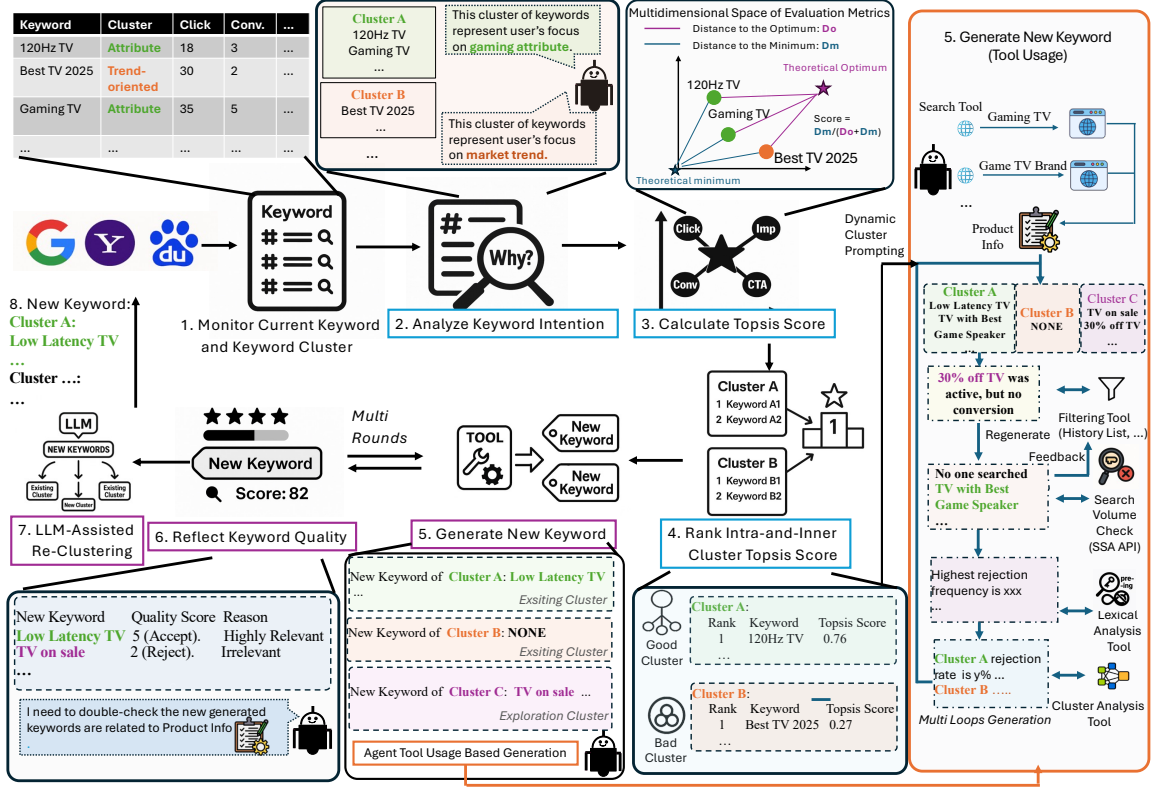 Keyword Cluster Click Conv. ...
120Hz TV Attribute 18 3 ...
Best TV 2025 Trend-oriented 30 2 ...
Gaming TV Attribute 35 5 ...
... ... ... ... ...
Cluster A
120Hz TV
Gaming TV
...
Cluster B
Best TV 2025
...
...
This cluster of keywords
represent user's focus
on gaming attribute.
This cluster of keywords
represent user's focus
on market trend.
Multidimensional Space of Evaluation Metrics
Distance to the Optimum: Do
Distance to the Minimum: Dm
Theoretical Optimum
120Hz TV
Gaming TV
Score =
Dm/(Do+Dm)
Best TV 2025
Theoretical minimum
G Y du
Keyword
#
#
#
1. Monitor Current Keyword
and Keyword Cluster
#
Why?
2. Analyze Keyword Intention
Click Imp
Conv CTA
3. Calculate Topsis Score
Dynamic
Cluster
Prompting
8. New Keyword:
Cluster A:
Low Latency TV
...
Cluster ...:
...
LLM
NEW KEYWORDS
Existing
Cluster
New Cluster
Existing
Cluster
7. LLM-Assisted
Re-Clustering
New Keyword
Score: 82
6. Reflect Keyword Quality
Multi
Rounds
TOOL
New
Keyword
New
Keyword
5. Generate New Keyword
Cluster A
1 Keyword A1
2 Keyword A2
Cluster B
1 Keyword B1
2 Keyword B2
1
4. Rank Intra-and-Inner
Cluster Topsis Score
New Keyword Quality Score Reason
Low Latency TV 5 (Accept). Highly Relevant
TV on sale 2 (Reject). Irrelevant
...
I need to double-check the new generated
keywords are related to Product Info
.
New Keyword of Cluster A: Low Latency TV
...
Exsiting Cluster
New Keyword of Cluster B: NONE
Exsiting Cluster
New Keyword of Cluster C: TV on sale ...
Exploration Cluster
Agent Tool Usage Based Generation
Good
Cluster
Cluster A:
Rank Keyword Topsis Score
1 120Hz TV 0.76
...
Bad
Cluster
Cluster B:
Rank Keyword Topsis Score
1 Best TV 2025 0.27
...
5. Generate New Keyword
(Tool Usage)
Search Tool
Gaming TV
Game TV Brand
...
Product
Info
Cluster A
Low Latency TV
TV with Best
Game Speaker
...
Cluster B
NONE
Cluster C
TV on sale
30% off TV
...
30% off TV was
active, but no
conversion
Filtering Tool
(History List, ...)
Regenerate
Feedback
No one searched
TV with Best
Game Speaker
...
Search
Volume
Check
(SSA API)
Highest rejection
frequency is xxx
...
pre-
-ing
Lexical
Analysis
Tool
Cluster A rejection
rate is y% ...
Cluster B .....
Cluster Analysis
Tool
Multi Loops Generation